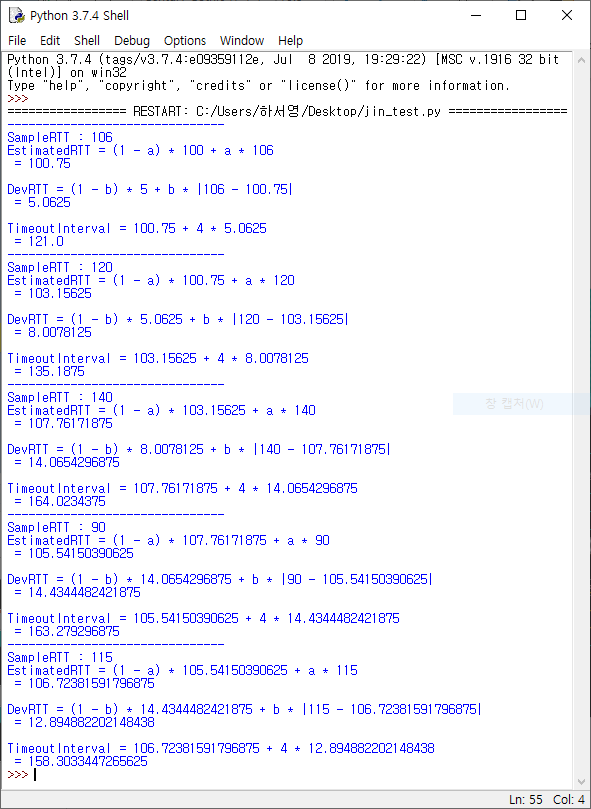 Python 3.7.4 Shell
File Edit Shell Debug Options Window Help
Python 3.7.4 (tags/v3.7.4:e09359112e, Jul  8 2019, 19:29:22) [MSC v.1916 32 bit
(Intel)] on win32
Type "help", "copyright", "credits" or "license()" for more information.
>>>
================= RESTART: C:/Users/하서영/Desktop/jin_test.py =================
-------------------------------
SampleRTT : 106
EstimatedRTT = (1 - a) * 100 + a * 106
 = 100.75

DevRTT = (1 - b) * 5 + b * |106 - 100.75|
 = 5.0625

TimeoutInterval = 100.75 + 4 * 5.0625
 = 121.0
-------------------------------
SampleRTT : 120
EstimatedRTT = (1 - a) * 100.75 + a * 120
 = 103.15625

DevRTT = (1 - b) * 5.0625 + b * |120 - 103.15625|
 = 8.0078125

TimeoutInterval = 103.15625 + 4 * 8.0078125
 = 135.1875
-------------------------------
SampleRTT : 140
EstimatedRTT = (1 - a) * 103.15625 + a * 140
 = 107.76171875

DevRTT = (1 - b) * 8.0078125 + b * |140 - 107.76171875|
 = 14.0654296875

TimeoutInterval = 107.76171875 + 4 * 14.0654296875
 = 164.0234375
-------------------------------
SampleRTT : 90
EstimatedRTT = (1 - a) * 107.76171875 + a * 90
 = 105.54150390625

DevRTT = (1 - b) * 14.0654296875 + b * |90 - 105.54150390625|
 = 14.4344482421875

TimeoutInterval = 105.54150390625 + 4 * 14.4344482421875
 = 163.279296875
-------------------------------
SampleRTT : 115
EstimatedRTT = (1 - a) * 105.54150390625 + a * 115
 = 106.72381591796875

DevRTT = (1 - b) * 14.4344482421875 + b * |115 - 106.72381591796875|
 = 12.894882202148438

TimeoutInterval = 106.72381591796875 + 4 * 12.894882202148438
 = 158.3033447265625
>>>
창 캡처(W)
Ln: 55 Col: 4